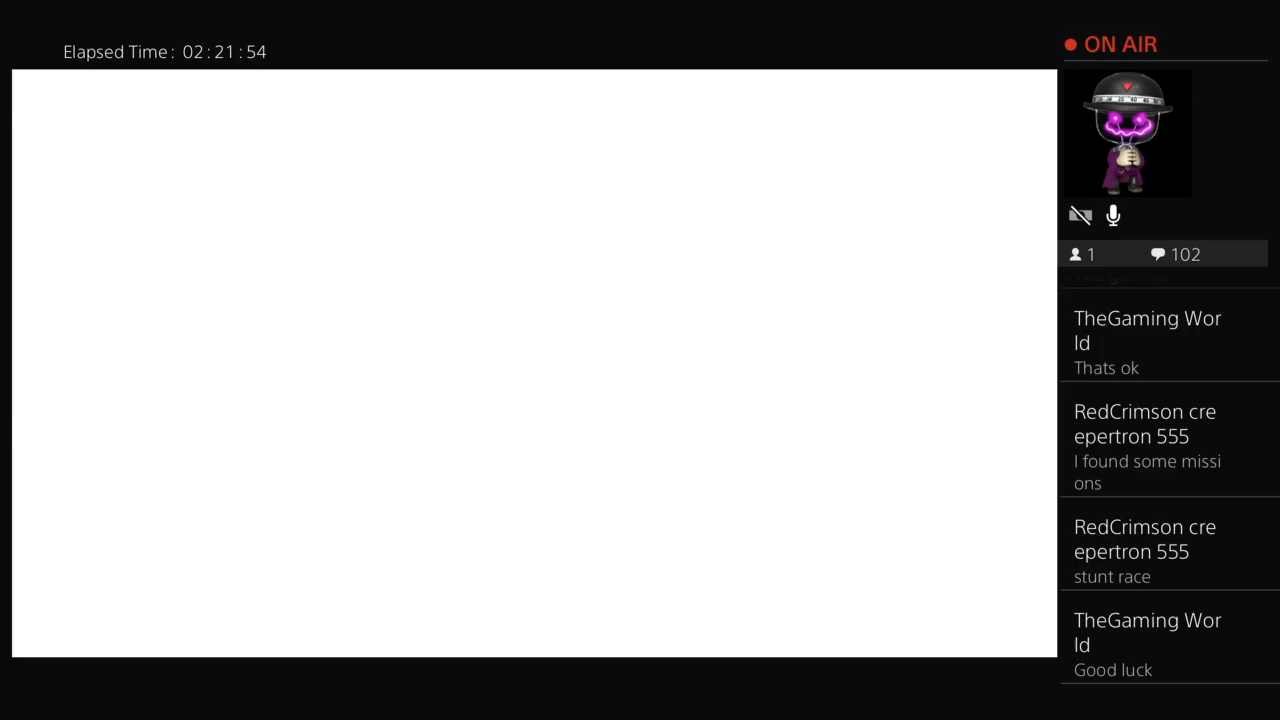 Elapsed Time: 02:21:54
ON AIR
1 102
TheGaming Wor
ld
Thats ok
RedCrimson cre
epertron 555
I found some missi
ons
RedCrimson cre
epertron 555
stunt race
TheGaming Wor
ld
Good luck